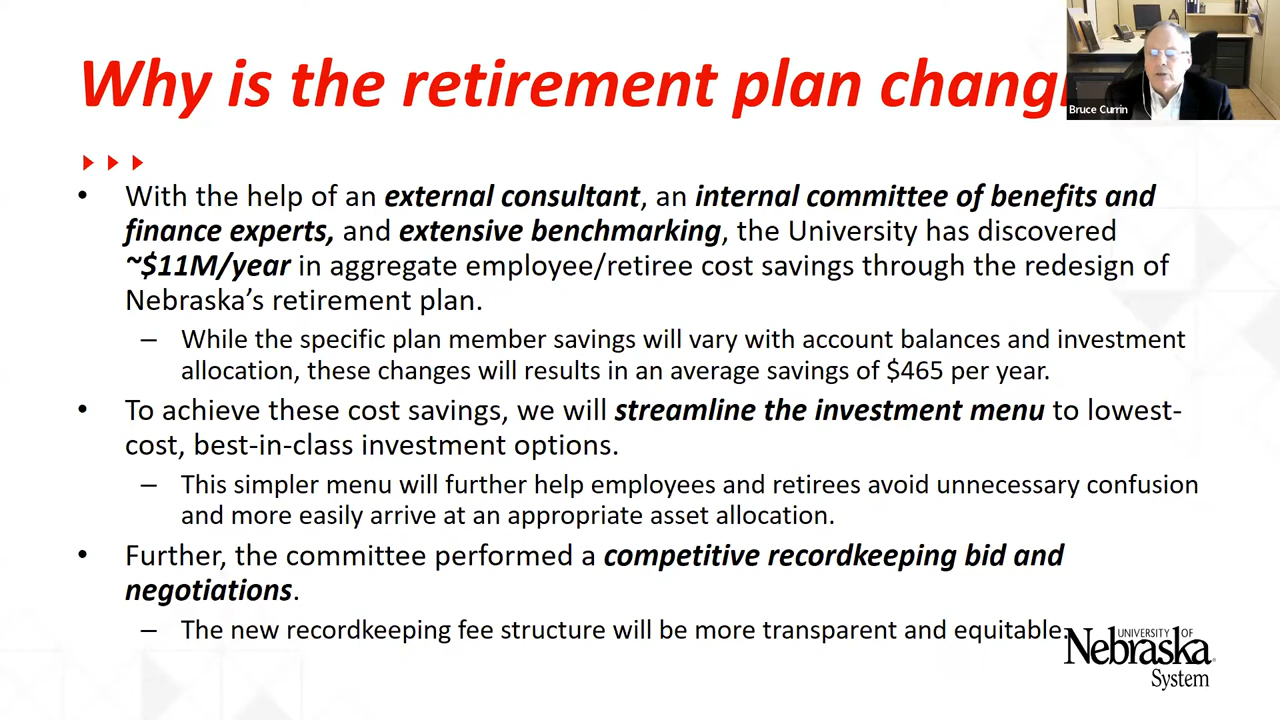 Why is the retirement plan chang
Bruce Currin
• With the help of an external consultant, an internal committee of benefits and
finance experts, and extensive benchmarking, the University has discovered
~$11M/year in aggregate employee/retiree cost savings through the redesign of
Nebraska’s retirement plan.
– While the specific plan member savings will vary with account balances and investment
allocation, these changes will results in an average savings of $465 per year.
• To achieve these cost savings, we will streamline the investment menu to lowest-
cost, best-in-class investment options.
– This simpler menu will further help employees and retirees avoid unnecessary confusion
and more easily arrive at an appropriate asset allocation.
• Further, the committee performed a competitive recordkeeping bid and
negotiations.
– The new recordkeeping fee structure will be more transparent and equitable.
UNIVERSITY OF
Nebraska
System